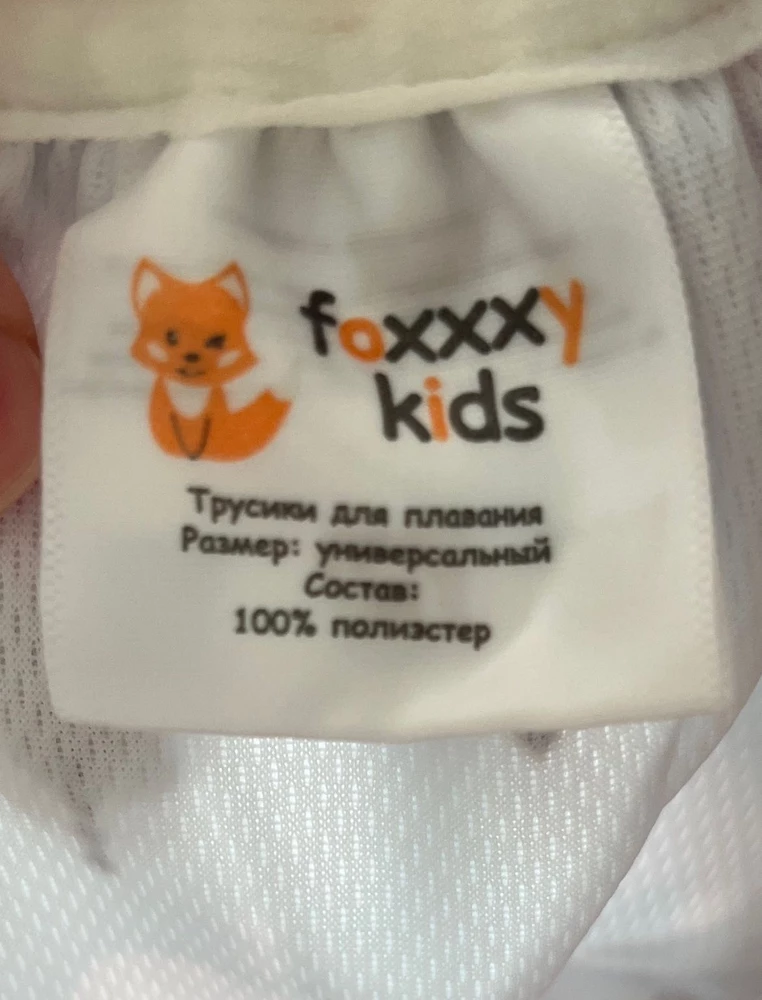 foxxxy
kids
Трусики для плавания
Размер: универсальный
Состав:
100% полиэстер